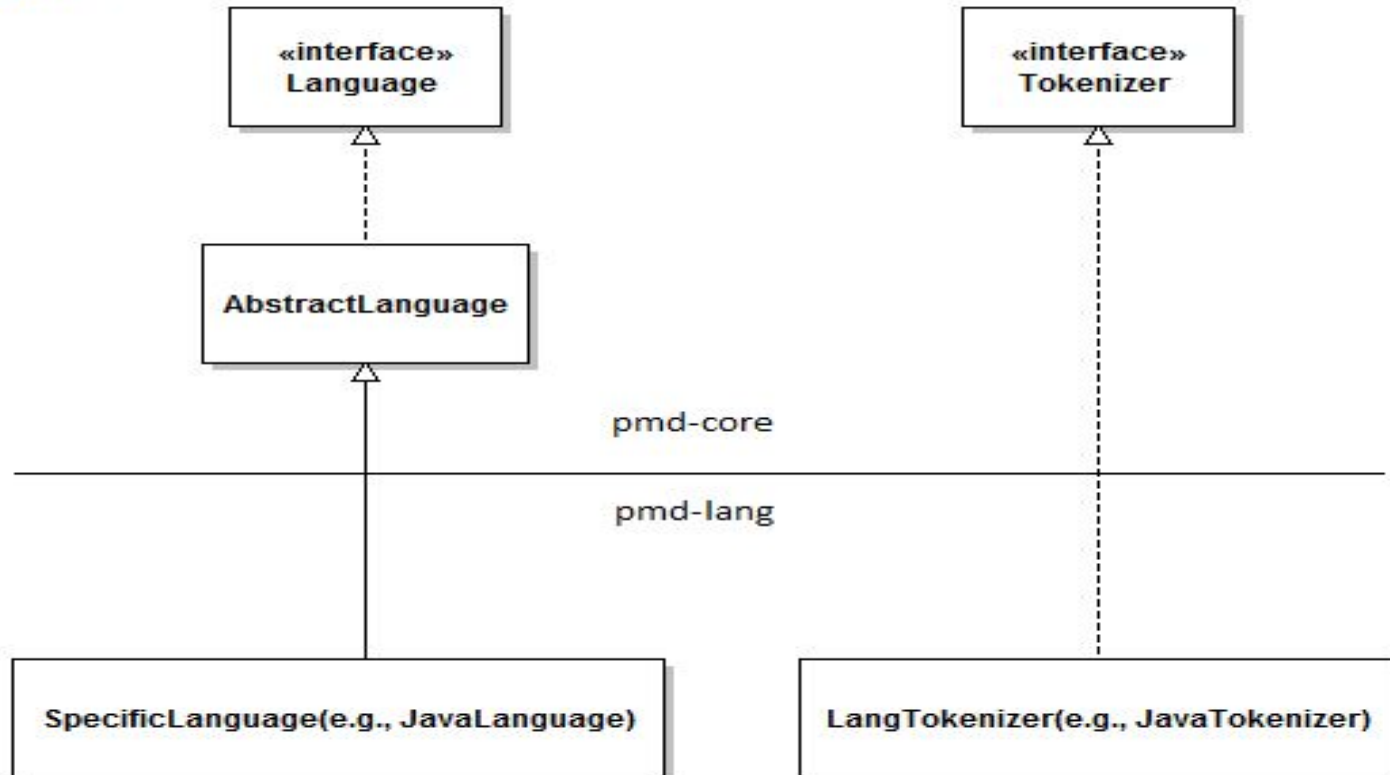 «interface»
Language
«interface»
Tokenizer
AbstractLanguage
pmd-core
pmd-lang
SpecificLanguage(e.g., JavaLanguage)
LangTokenizer(e.g., JavaTokenizer)